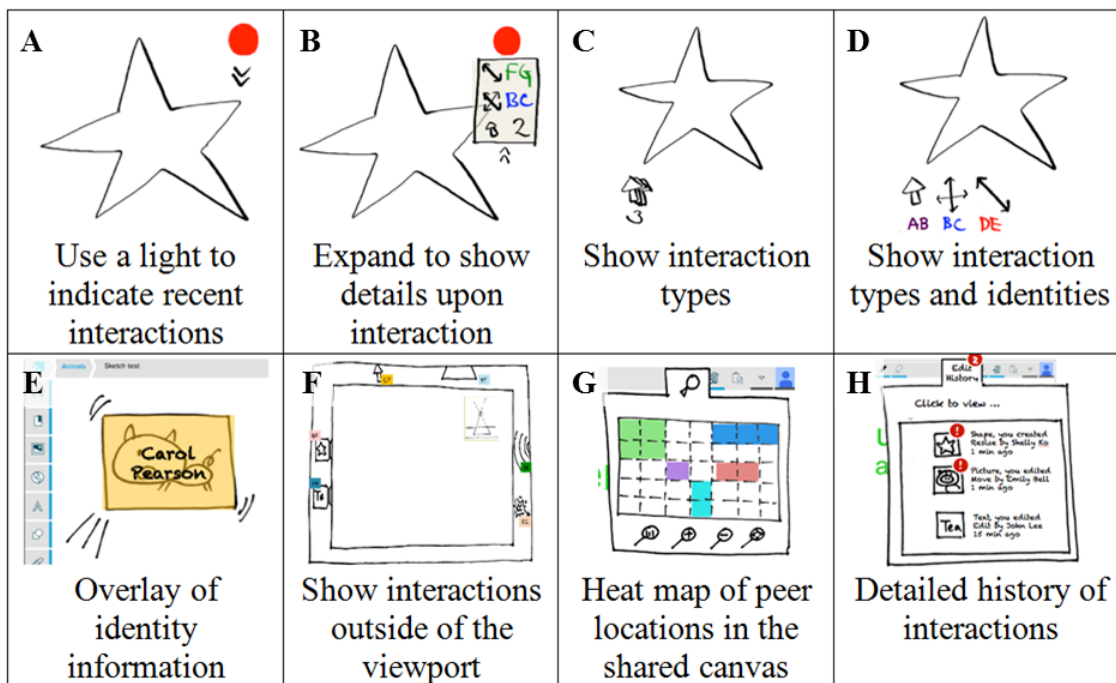 A
Use a light to
indicate recent
interactions
B
FG
BC
8 2
Expand to show
details upon
interaction
C
3
Show interaction
types
D
AB BC DE
Show interaction
types and identities
E
Animals Sketch test
Carol
Pearson
Overlay of
identity
information
F
Show interactions
outside of the
viewport
G
Heat map of peer
locations in the
shared canvas
H
2
Edit
History
Click to view ...
Shape, you created
Resize by Shelly Ko
1 min ago
Picture, you edited
Move by Emily Bell
1 min ago
Tea
Text, you edited
Edit by John Lee
15 min ago
Detailed history of
interactions